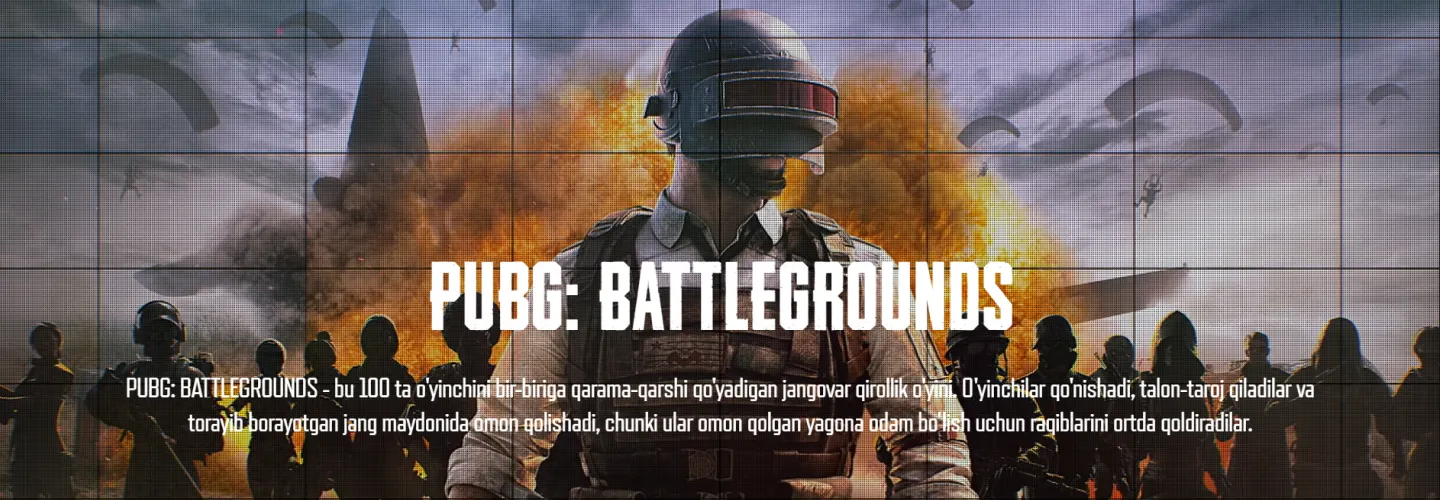 PUBG: BATTLEGROUNDS
PUBG: BATTLEGROUNDS - bu 100 ta o'yinchini bir-biriga qarama-qarshi qo'yadigan jangovar qirollik o'yini. O'yinchilar qo'nishadi, talon-taroj qiladilar va
torayib borayotgan jang maydonida omon qolishadi, chunki ular omon qolgan yagona odam bo'lish uchun raqiblarini ortda qoldiradilar.